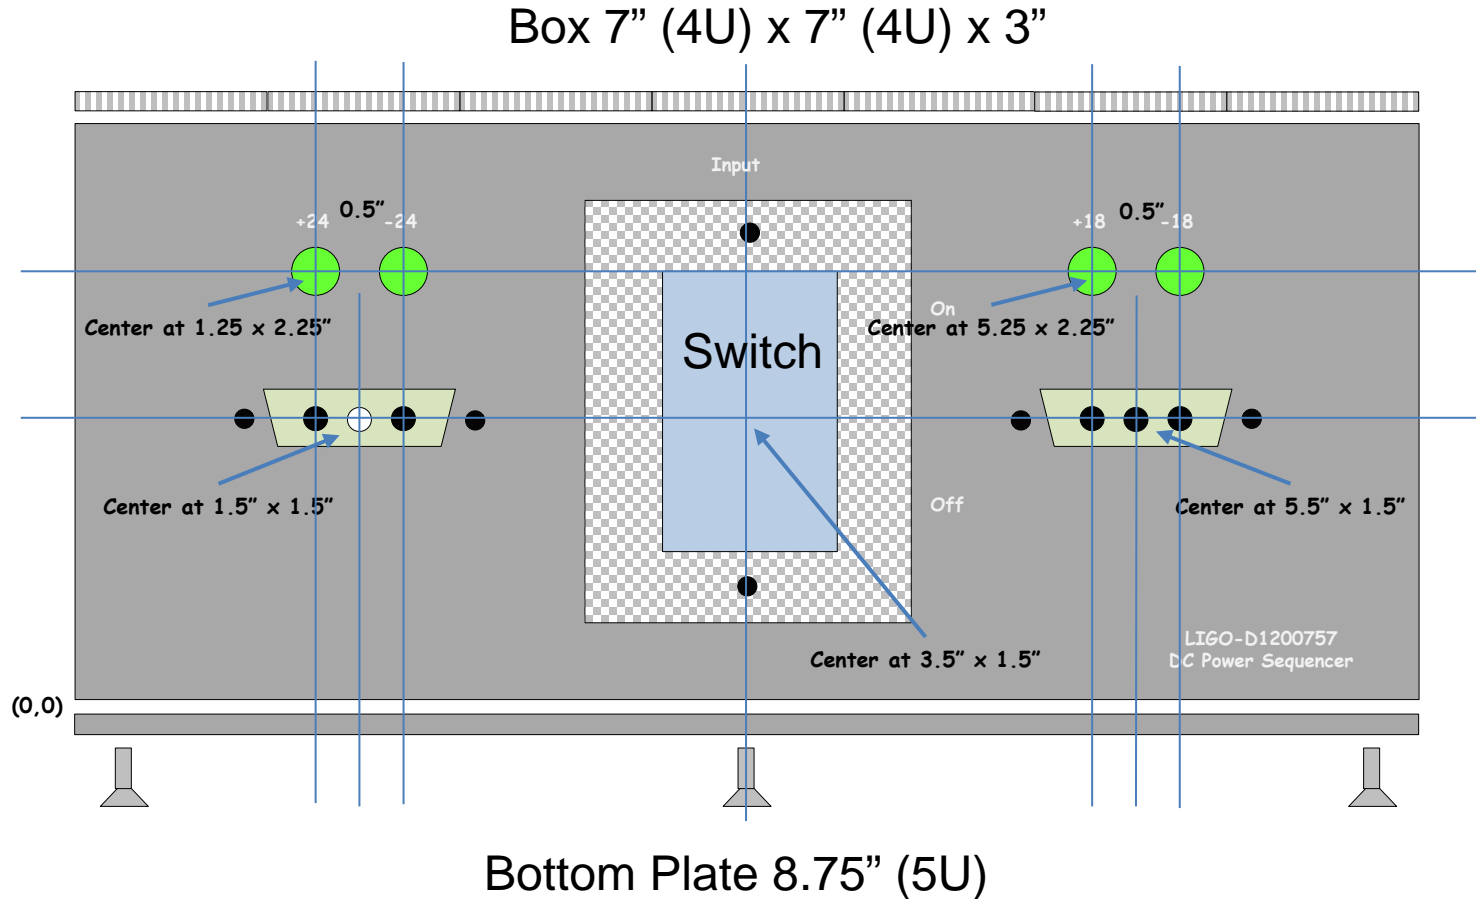 Box 7” (4U) x 7” (4U) x 3”
Input
+24 0.5” -24
+18 0.5” -18
On
Center at 1.25 x 2.25”
Switch
Center at 5.25 x 2.25”
Center at 1.5” x 1.5”
Off
Center at 5.5” x 1.5”
Center at 3.5” x 1.5”
LIGO-D1200757
DC Power Sequencer
(0,0)
Bottom Plate 8.75” (5U)